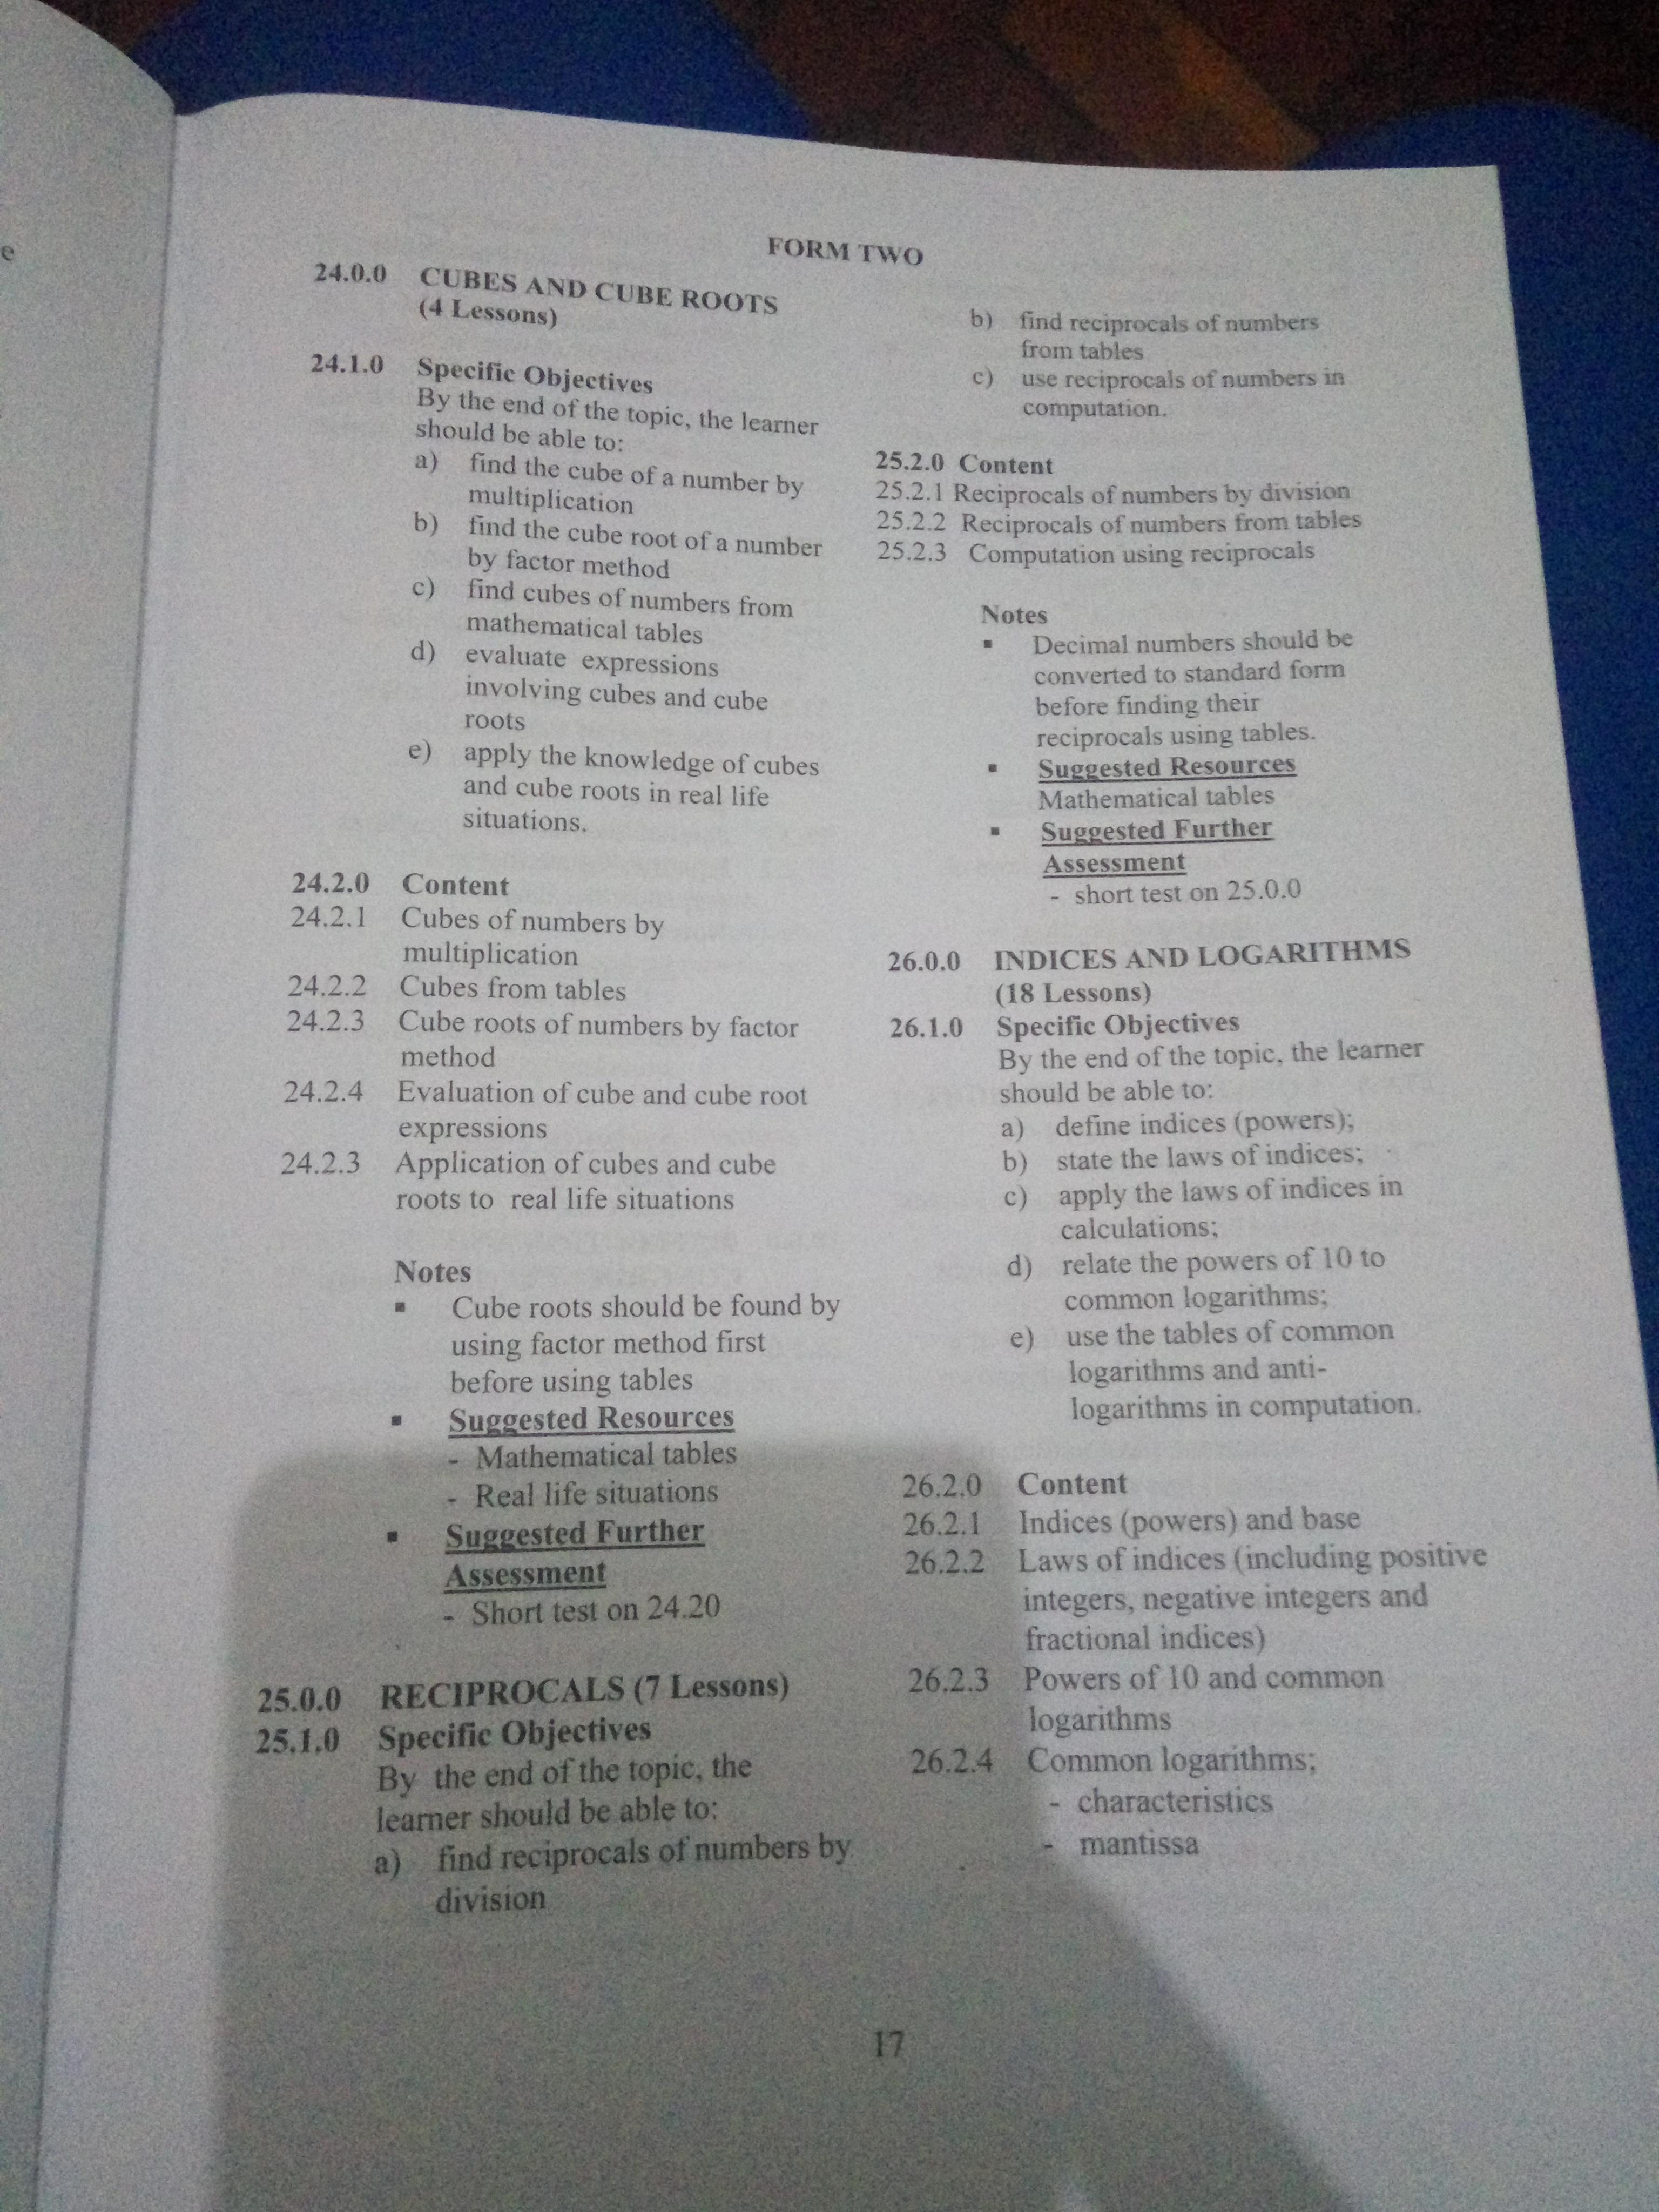 e
FORM TWO
24.0.0 CUBES AND CUBE ROOTS
(4 Lessons)
24.1.0 Specific Objectives
By the end of the topic, the learner
should be able to:
a) find the cube of a number by
multiplication
b) find the cube root of a number
by factor method
c) find cubes of numbers from
mathematical tables
d) evaluate expressions
involving cubes and cube
roots
e) apply the knowledge of cubes
and cube roots in real life
situations.
24.2.0 Content
24.2.1 Cubes of numbers by
multiplication
24.2.2 Cubes from tables
24.2.3 Cube roots of numbers by factor
method
24.2.4 Evaluation of cube and cube root
expressions
24.2.3 Application of cubes and cube
roots to real life situations
Notes
▪ Cube roots should be found by
using factor method first
before using tables
▪ Suggested Resources
- Mathematical tables
- Real life situations
▪ Suggested Further
Assessment
- Short test on 24.20
25.0.0 RECIPROCALS (7 Lessons)
25.1.0 Specific Objectives
By the end of the topic, the
learner should be able to:
a) find reciprocals of numbers by
division
b) find reciprocals of numbers
from tables
c) use reciprocals of numbers in
computation.
25.2.0 Content
25.2.1 Reciprocals of numbers by division
25.2.2 Reciprocals of numbers from tables
25.2.3 Computation using reciprocals
Notes
▪ Decimal numbers should be
converted to standard form
before finding their
reciprocals using tables.
▪ Suggested Resources
Mathematical tables
▪ Suggested Further
Assessment
- short test on 25.0.0
26.0.0 INDICES AND LOGARITHMS
(18 Lessons)
26.1.0 Specific Objectives
By the end of the topic, the learner
should be able to:
a) define indices (powers);
b) state the laws of indices;
c) apply the laws of indices in
calculations;
d) relate the powers of 10 to
common logarithms;
e) use the tables of common
logarithms and anti-
logarithms in computation.
26.2.0 Content
26.2.1 Indices (powers) and base
26.2.2 Laws of indices (including positive
integers, negative integers and
fractional indices)
26.2.3 Powers of 10 and common
logarithms
26.2.4 Common logarithms;
- characteristics
- mantissa
17